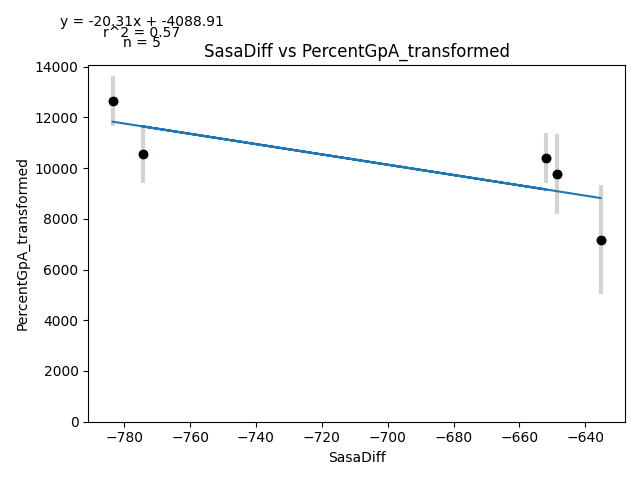 y = -20.31x + -4088.91
r^2 = 0.57
n = 5
SasaDiff vs PercentGpA_transformed
14000
12000
10000
8000
6000
4000
2000
0
PercentGpA_transformed
−780
−760
−740
−720
−700
−680
−660
−640
SasaDiff